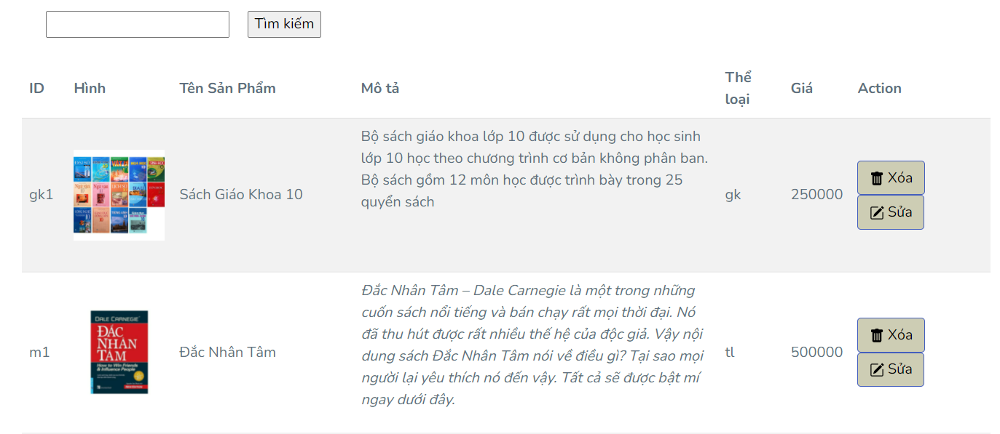 Tìm kiếm
ID Hình Tên Sản Phẩm Mô tả Thể loại Giá Action
gk1 Sách Giáo Khoa 10
Bộ sách giáo khoa lớp 10 được sử dụng cho học sinh
lớp 10 học theo chương trình cơ bản không phân ban.
Bộ sách gồm 12 môn học được trình bày trong 25
quyển sách
gk 250000
Xóa
Sửa
m1
DALE CARNEGIE
ĐẮC
NHÂN
TÂM
How to Win Friends
& Influence People
Đắc Nhân Tâm
Đắc Nhân Tâm – Dale Carnegie là một trong những
cuốn sách nổi tiếng và bán chạy rất mọi thời đại. Nó
đã thu hút được rất nhiều thế hệ của độc giả. Vậy nội
dung sách Đắc Nhân Tâm nói về điều gì? Tại sao mọi
người lại yêu thích nó đến vậy. Tất cả sẽ được bật mí
ngay dưới đây.
tl 500000
Xóa
Sửa